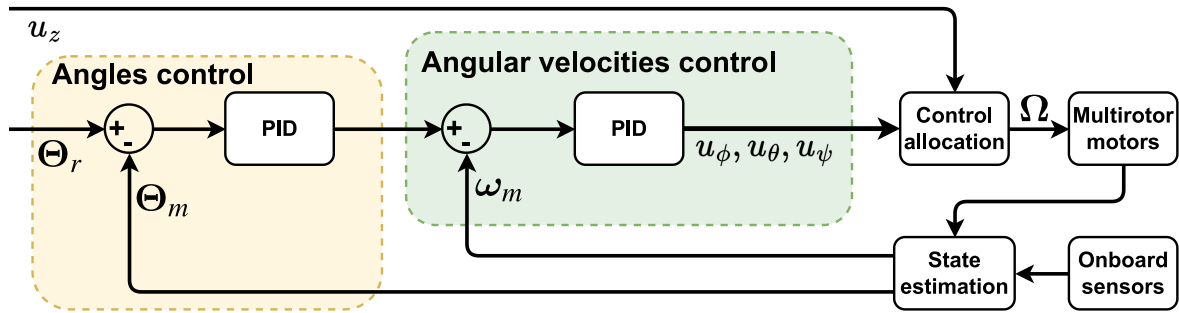 u_z
Angles control
Angular velocities control
+
-
PID
+
-
PID
Control
allocation
Ω
Multirotor
motors
Θ_r
Θ_m
ω_m
u_ϕ, u_θ, u_ψ
State
estimation
Onboard
sensors